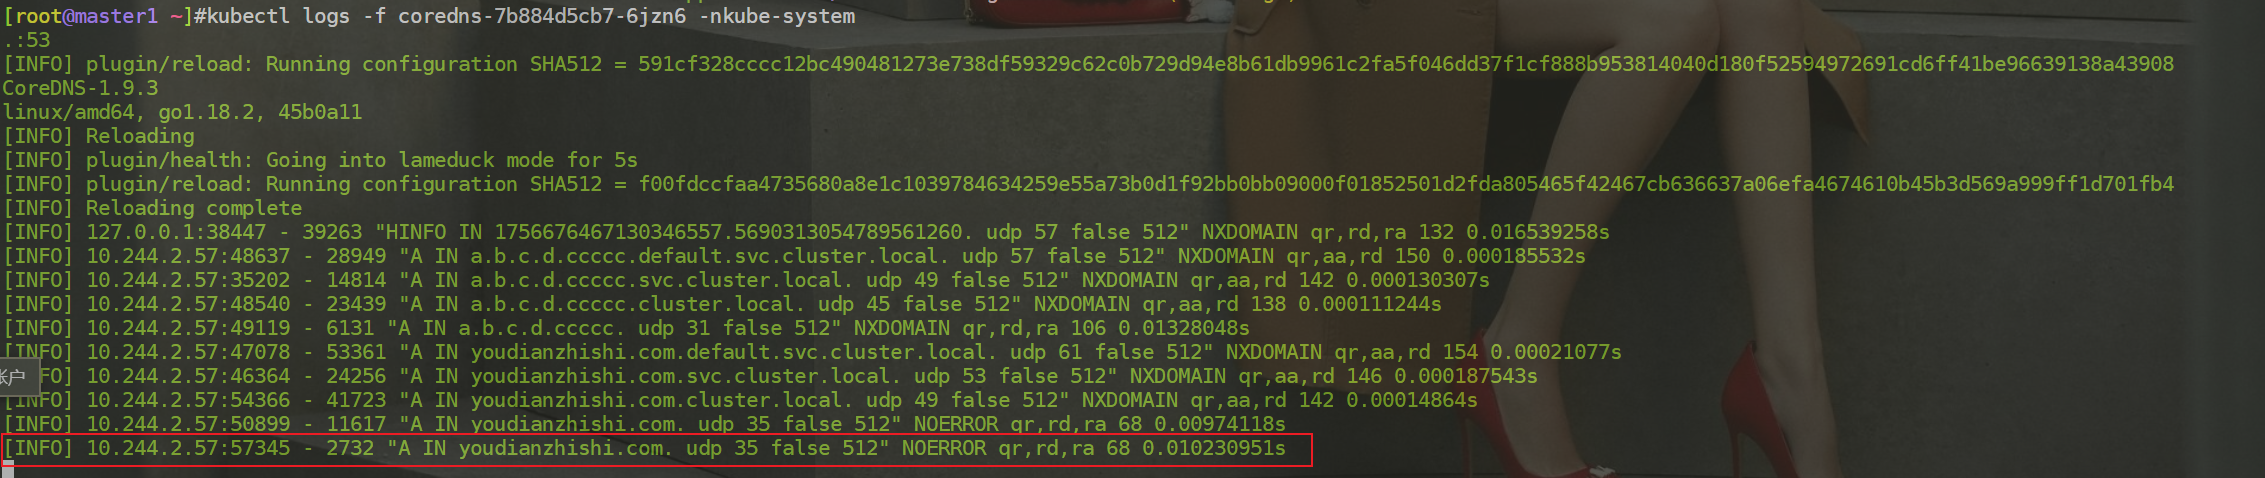 [root@master1 ~]#kubectl logs -f coredns-7b884d5cb7-6jzn6 -nkube-system
.:53
[INFO] plugin/reload: Running configuration SHA512 = 591cf328cccc12bc490481273e738df59329c62c0b729d94e8b61db9961c2fa5f046dd37f1cf888b953814040d180f52594972691cd6ff41be96639138a43908
CoreDNS-1.9.3
linux/amd64, go1.18.2, 45b0a11
[INFO] Reloading
[INFO] plugin/health: Going into lameduck mode for 5s
[INFO] plugin/reload: Running configuration SHA512 = f00fdccfaa4735680a8e1c1039784634259e55a73b0d1f92bb0bb09000f01852501d2fda805465f42467cb636637a06efa4674610b45b3d569a999ff1d701fb4
[INFO] Reloading complete
[INFO] 127.0.0.1:38447 - 39263 "HINFO IN 1756676467130346557.5690313054789561260. udp 57 false 512" NXDOMAIN qr,rd,ra 132 0.016539258s
[INFO] 10.244.2.57:48637 - 28949 "A IN a.b.c.d.ccccc.default.svc.cluster.local. udp 57 false 512" NXDOMAIN qr,aa,rd 150 0.000185532s
[INFO] 10.244.2.57:35202 - 14814 "A IN a.b.c.d.ccccc.svc.cluster.local. udp 49 false 512" NXDOMAIN qr,aa,rd 142 0.000130307s
[INFO] 10.244.2.57:48540 - 23439 "A IN a.b.c.d.ccccc.cluster.local. udp 45 false 512" NXDOMAIN qr,aa,rd 138 0.000111244s
[INFO] 10.244.2.57:49119 - 6131 "A IN a.b.c.d.ccccc. udp 31 false 512" NXDOMAIN qr,rd,ra 106 0.01328048s
[INFO] 10.244.2.57:47078 - 53361 "A IN youdianzhishi.com.default.svc.cluster.local. udp 61 false 512" NXDOMAIN qr,aa,rd 154 0.00021077s
帐户 FO] 10.244.2.57:46364 - 24256 "A IN youdianzhishi.com.svc.cluster.local. udp 53 false 512" NXDOMAIN qr,aa,rd 146 0.000187543s
[INFO] 10.244.2.57:54366 - 41723 "A IN youdianzhishi.com.cluster.local. udp 49 false 512" NXDOMAIN qr,aa,rd 142 0.00014864s
[INFO] 10.244.2.57:50899 - 11617 "A IN youdianzhishi.com. udp 35 false 512" NOERROR qr,rd,ra 68 0.00974118s
[INFO] 10.244.2.57:57345 - 2732 "A IN youdianzhishi.com. udp 35 false 512" NOERROR qr,rd,ra 68 0.010230951s